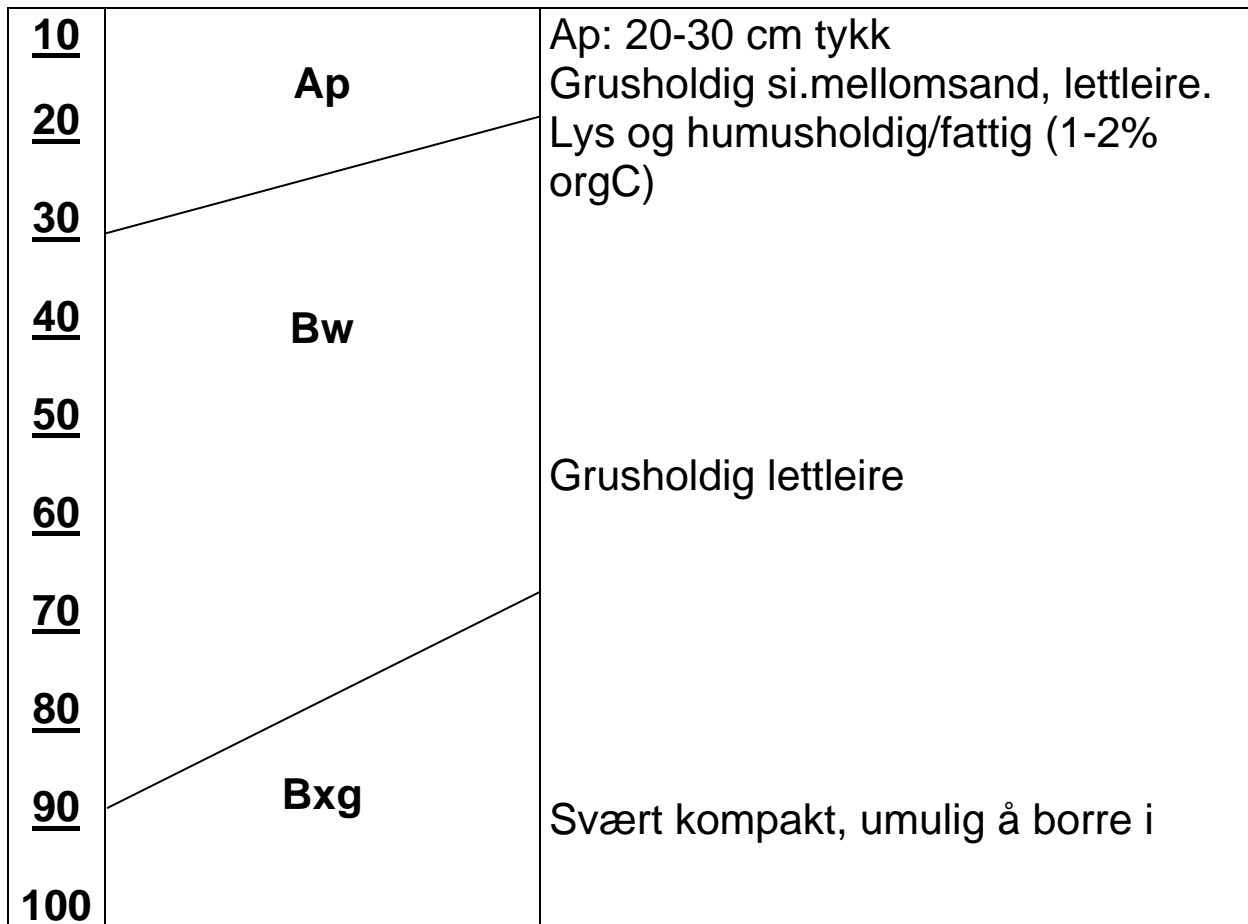 10
Ap: 20-30 cm tykk
Ap
Grusholdig si.mellomsand, lettleire.
20
Lys og humusholdig/fattig (1-2%
orgC)
30
40
Bw
50
Grusholdig lettleire
60
70
80
90
Bxg
Svært kompakt, umulig å borre i
100